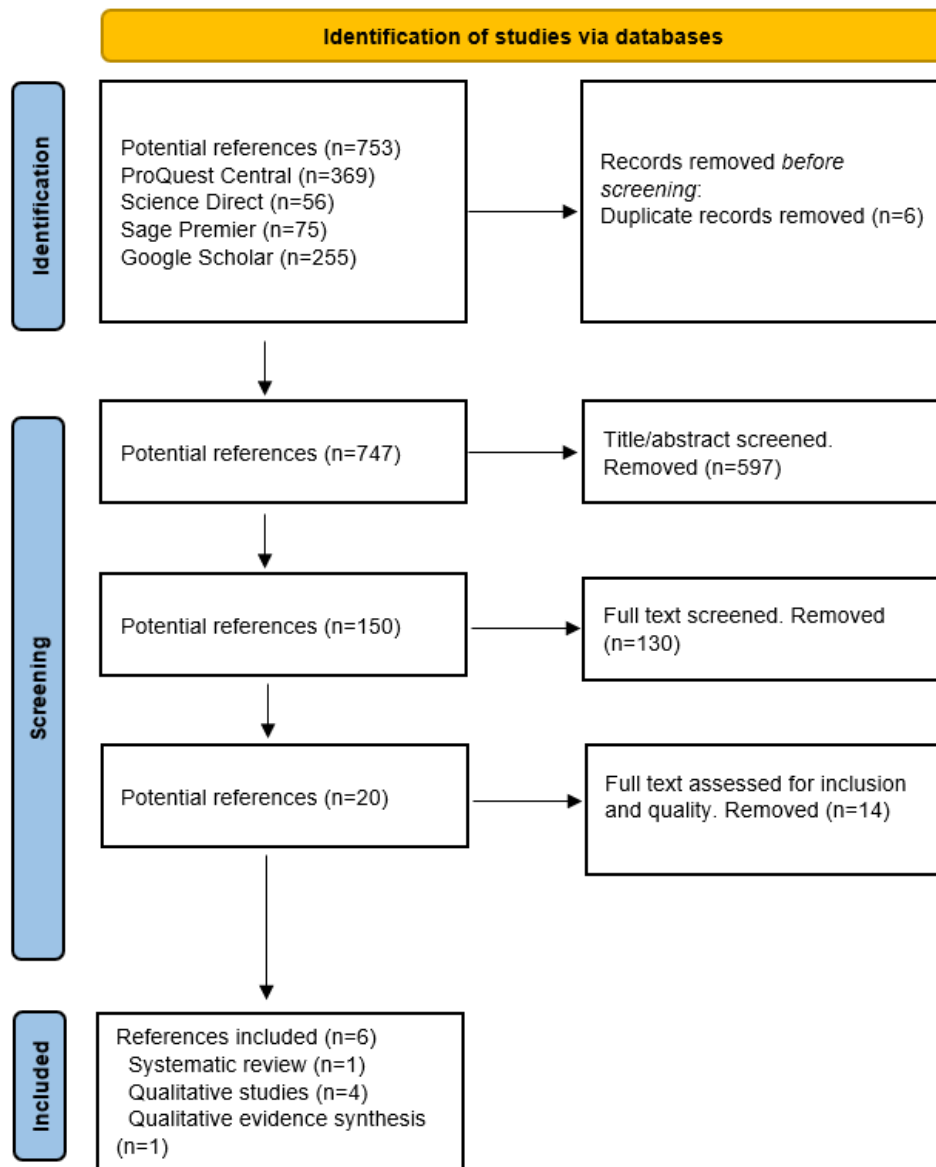 Identification of studies via databases
Identification
Potential references (n=753)
ProQuest Central (n=369)
Science Direct (n=56)
Sage Premier (n=75)
Google Scholar (n=255)
Records removed before
screening:
Duplicate records removed (n=6)
Screening
Potential references (n=747)
Title/abstract screened.
Removed (n=597)
Potential references (n=150)
Full text screened. Removed
(n=130)
Potential references (n=20)
Full text assessed for inclusion
and quality. Removed (n=14)
Included
References included (n=6)
Systematic review (n=1)
Qualitative studies (n=4)
Qualitative evidence synthesis
(n=1)